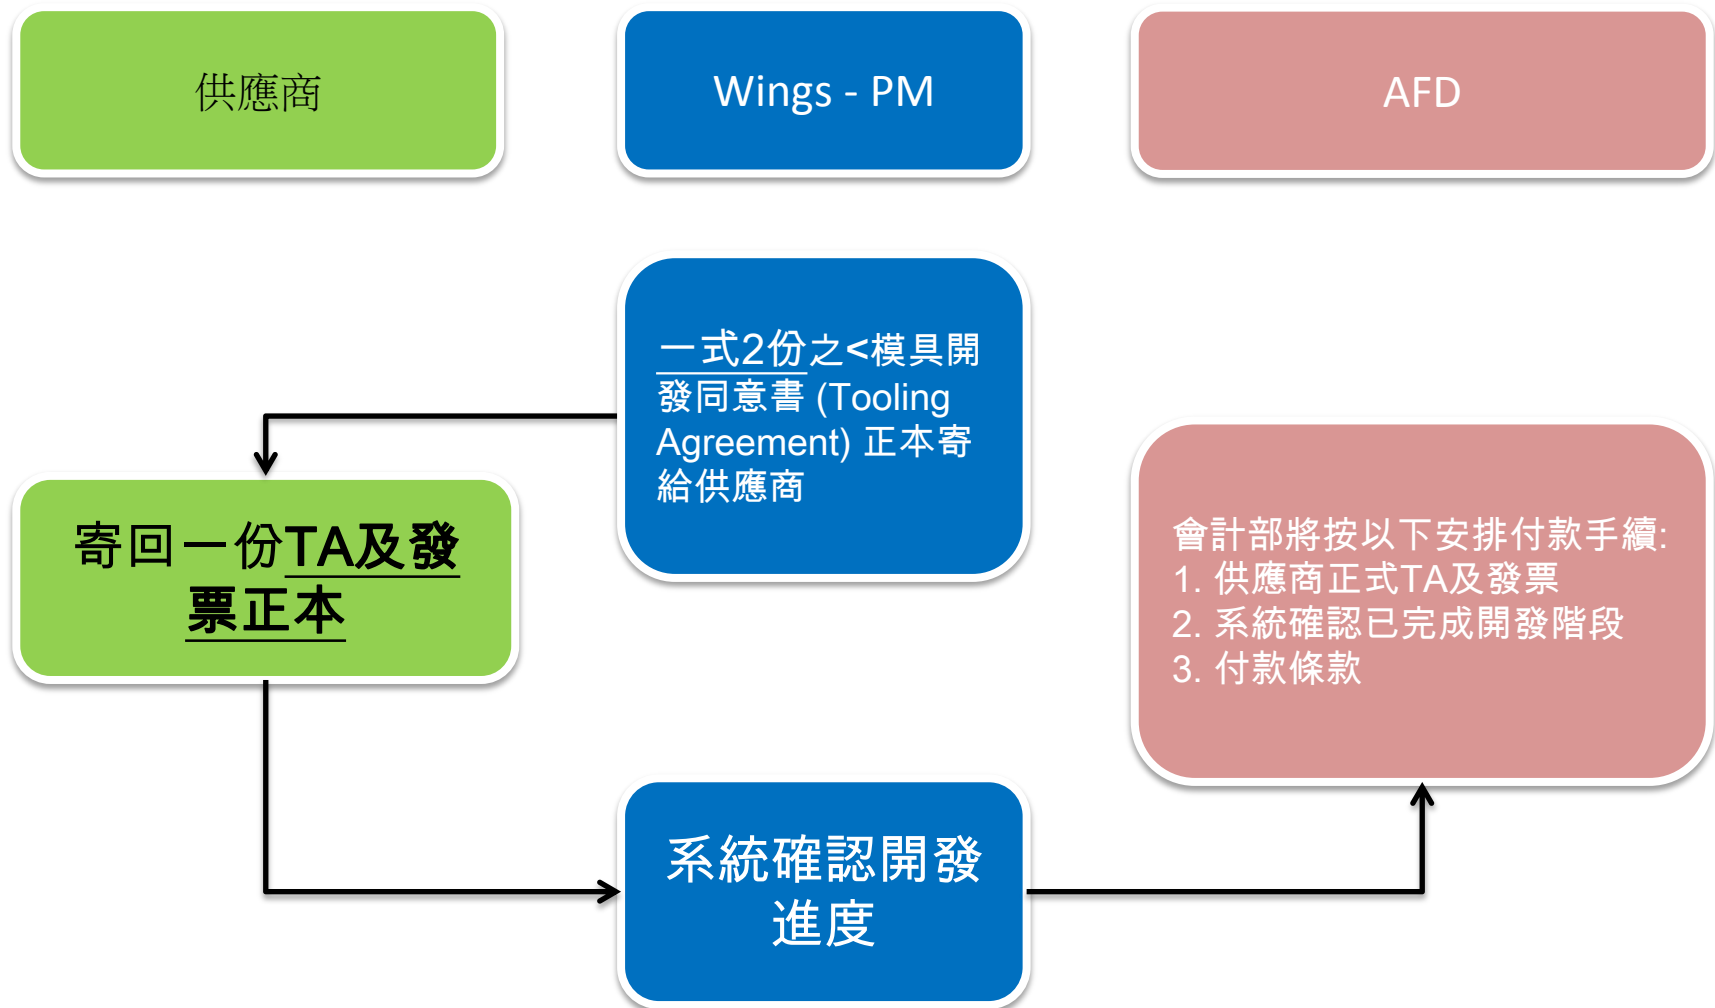 供應商
Wings - PM
AFD
一式2份之<模具開
發同意書 (Tooling
Agreement) 正本寄
給供應商
寄回一份TA及發
票正本
會計部將按以下安排付款手續:
1. 供應商正式TA及發票
2. 系統確認已完成開發階段
3. 付款條款
系統確認開發
進度